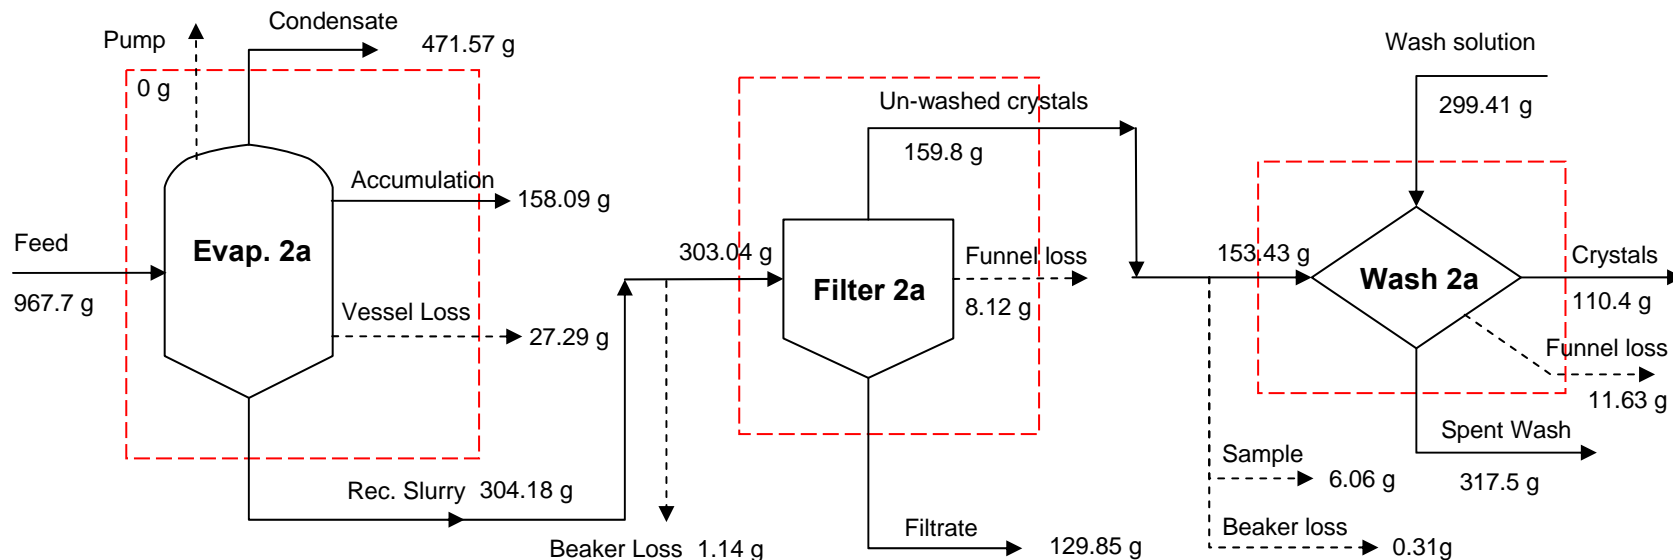 Condensate
471.57 g
Pump
0 g
Accumulation
158.09 g
Feed
967.7 g
Evap. 2a
Vessel Loss
27.29 g
Rec. Slurry 304.18 g
Beaker Loss 1.14 g
303.04 g
Un-washed crystals
159.8 g
Filter 2a
Funnel loss
8.12 g
Filtrate
129.85 g
Wash solution
299.41 g
153.43 g
Wash 2a
Crystals
110.4 g
Funnel loss
11.63 g
Spent Wash
317.5 g
Sample
6.06 g
Beaker loss
0.31g